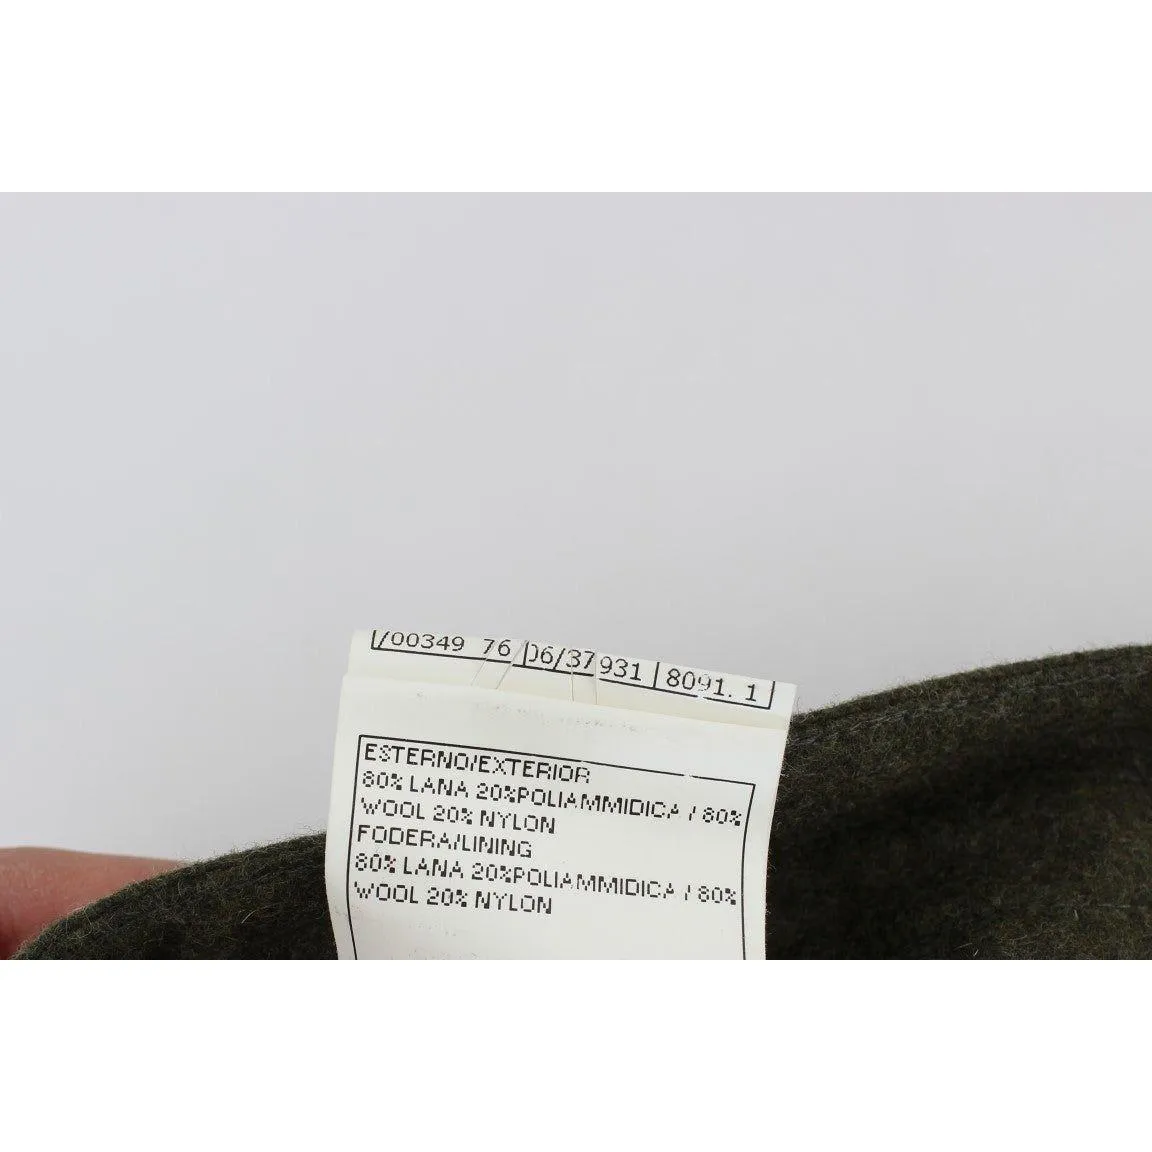 /00349 76 06/37931 8091. 1
ESTERNO/EXTERIOR
80% LANA 20%POLIAMMIDICA / 80%
WOOL 20% NYLON
FODERA/LINING
80% LANA 20%POLIAMMIDICA / 80%
WOOL 20% NYLON